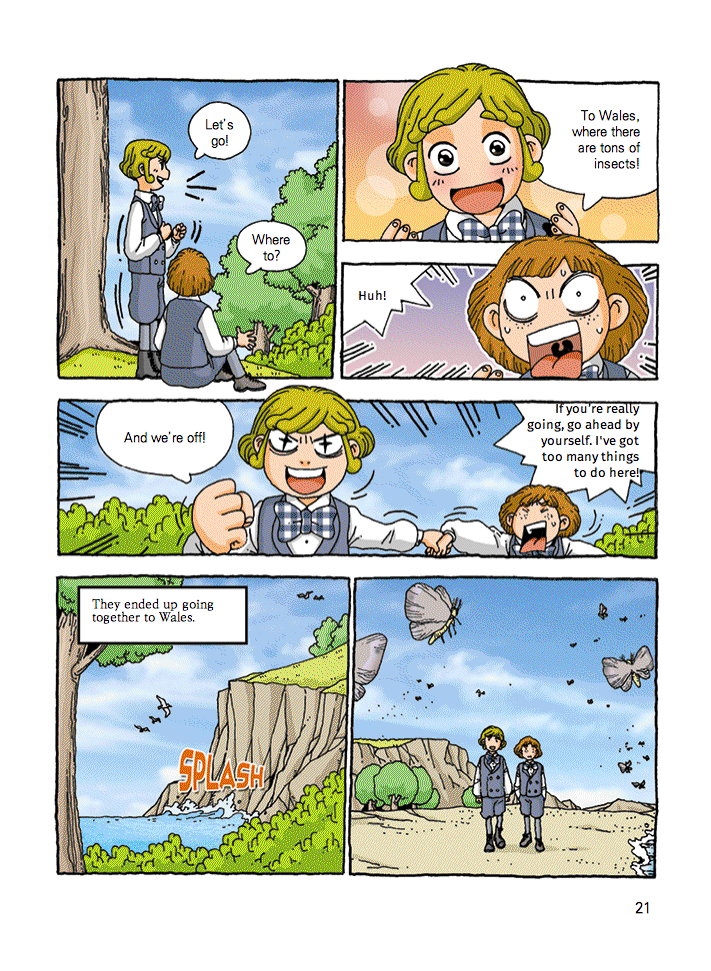 Let's
go!
Where
to?
To Wales,
where there
are tons of
insects!
Huh!
And we're off!
If you're really
going, go ahead by
yourself. I've got
too many things
to do here!
They ended up going
together to Wales.
SPLASH
21